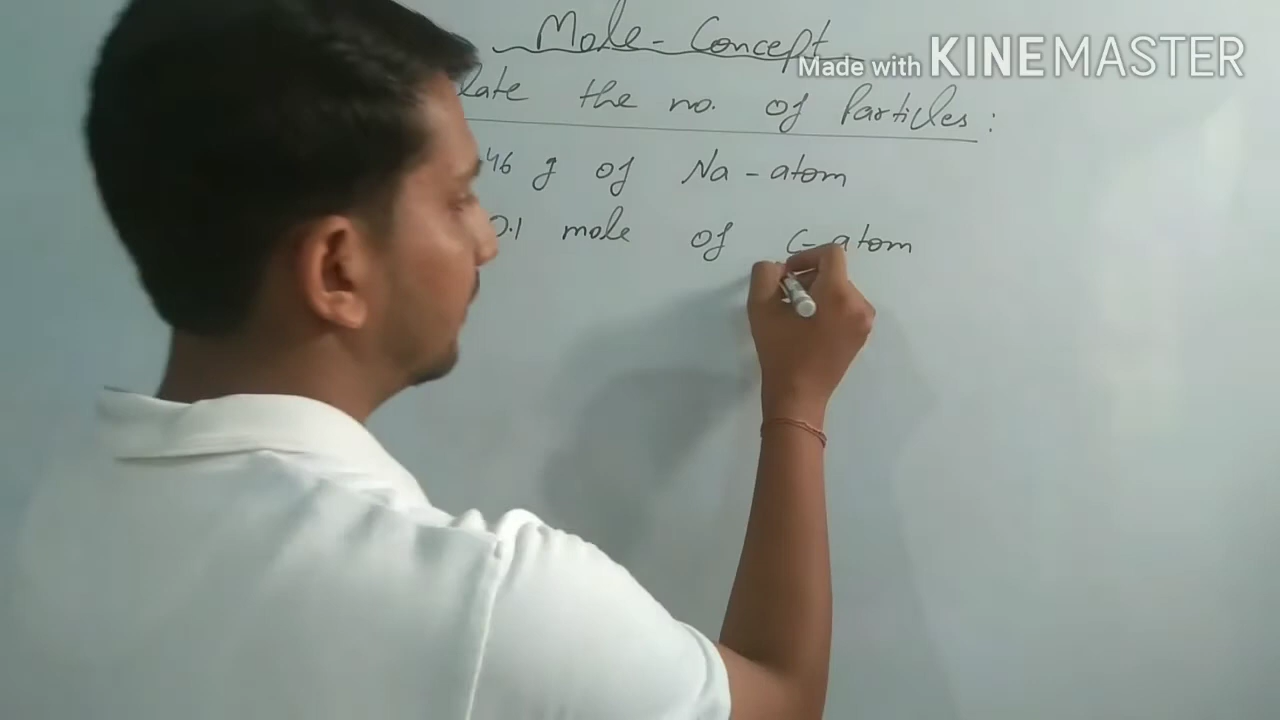 Mole-Concept
Made with KINEMASTER
late the no. of Particles:
46 g of Na-atom
0.1 mole of C-atom